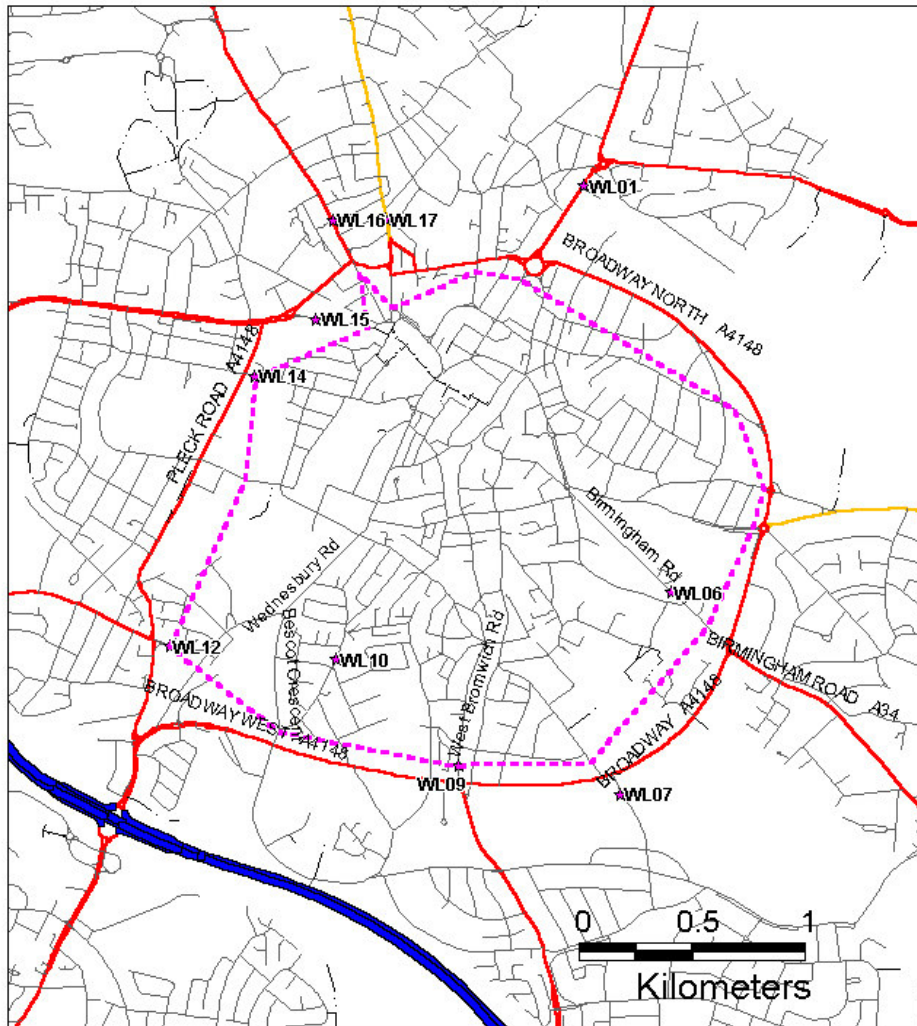 WL01
WL16
WL17
BROADWAY NORTH A4148
WL15
PLECK ROAD A4148
WL14
Birmingham Rd
Wednesbury Rd
WL06
Bescot Crescent
West Bromwich Rd
WL12
WL10
BIRMINGHAM ROAD A34
BROADWAY WEST A4148
BROADWAY A4148
WL09
WL07
0 0.5 1
Kilometers